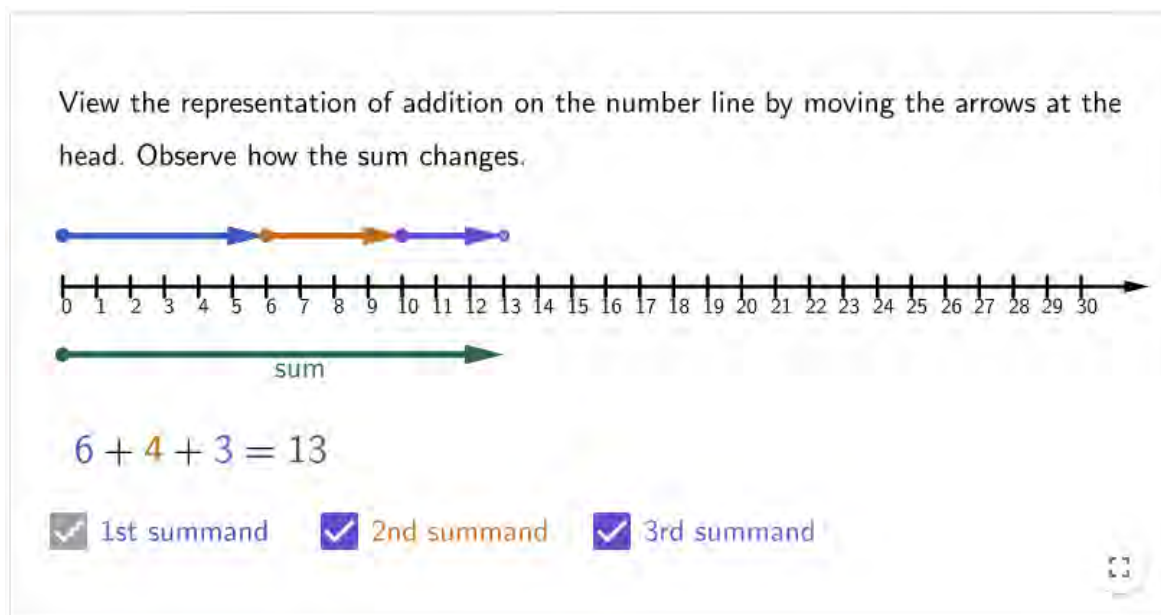 View the representation of addition on the number line by moving the arrows at the
head. Observe how the sum changes.
0 1 2 3 4 5 6 7 8 9 10 11 12 13 14 15 16 17 18 19 20 21 22 23 24 25 26 27 28 29 30
sum
6 + 4 + 3 = 13
1st summand 2nd summand 3rd summand